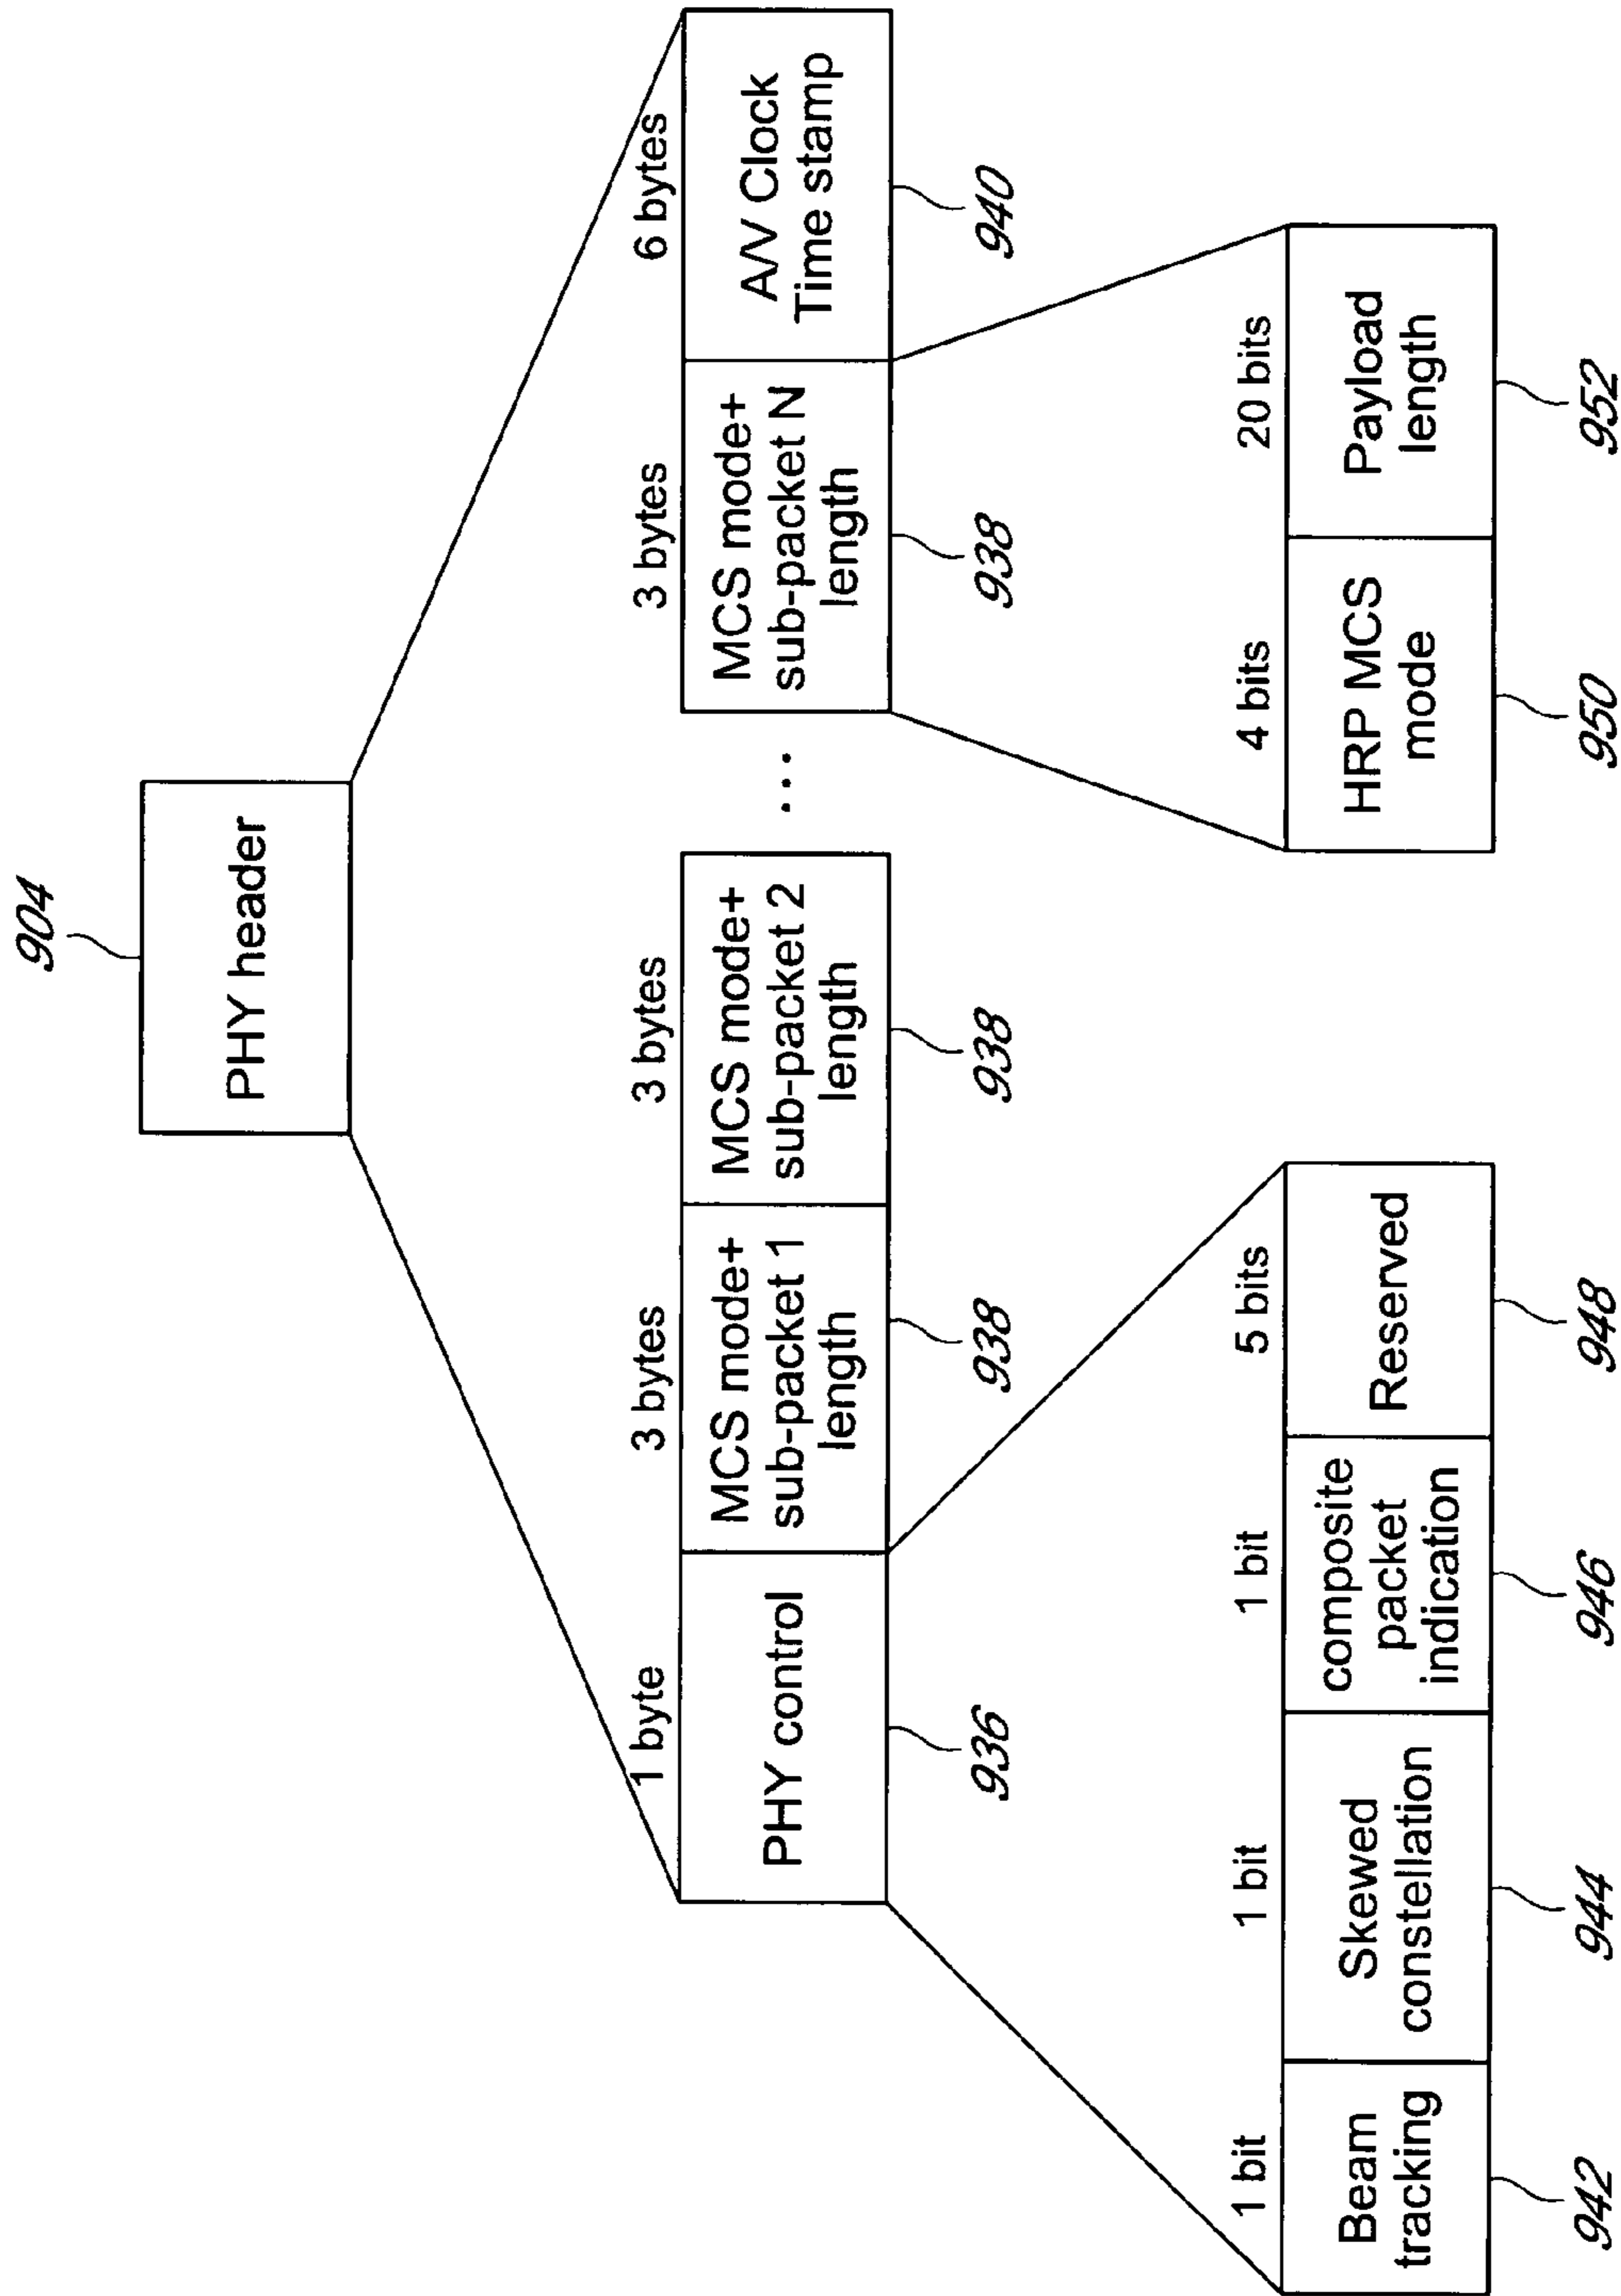 904
PHY header
1 byte
3 bytes
3 bytes
3 bytes
6 bytes
PHY control
MCS mode+
sub-packet 1
length
MCS mode+
sub-packet 2
length
...
MCS mode+
sub-packet N
length
A/V Clock
Time stamp
936
938
938
938
940
1 bit
1 bit
1 bit
5 bits
Beam
tracking
Skewed
constellation
composite
packet
indication
Reserved
942
944
946
948
4 bits
20 bits
HRP MCS
mode
Payload
length
950
952